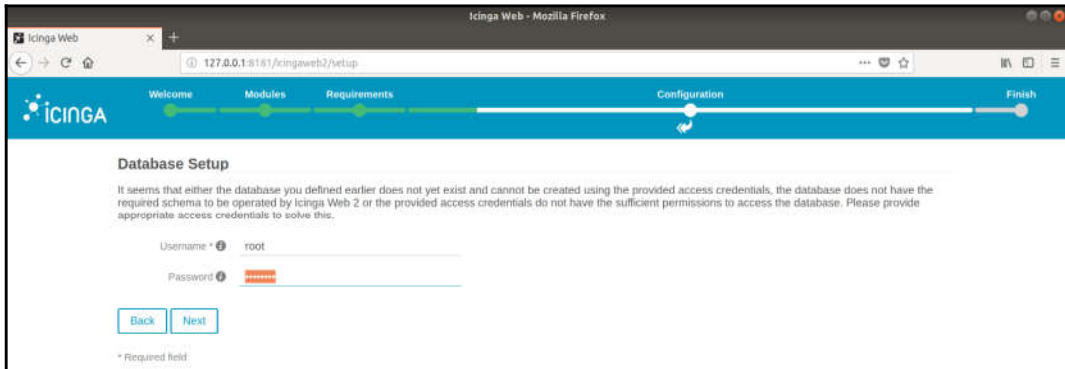 Icinga Web - Mozilla Firefox
Icinga Web
127.0.0.1:8181/icingaweb2/setup
ICINGA
Welcome Modules Requirements Configuration Finish
Database Setup
It seems that either the database you defined earlier does not yet exist and cannot be created using the provided access credentials, the database does not have the
required schema to be operated by Icinga Web 2 or the provided access credentials do not have the sufficient permissions to access the database. Please provide
appropriate access credentials to solve this.
Username * root
Password ••••••••
Back Next
* Required field